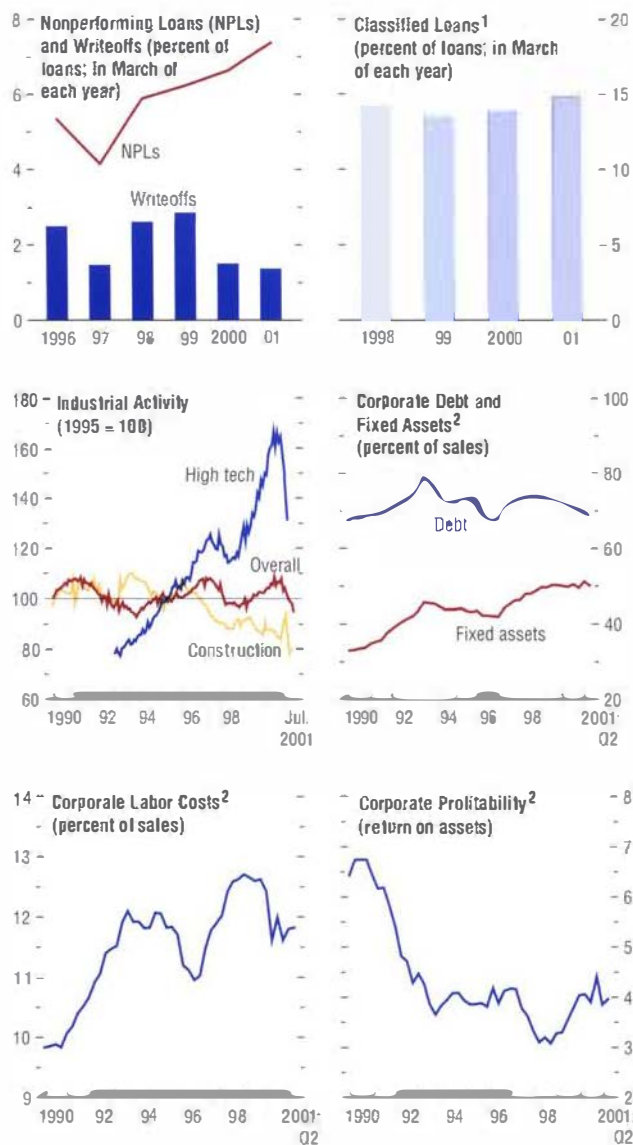 Nonperforming Loans (NPLs)
and Writeoffs (percent of
loans; In March of
each year)
8
6
4
2
0
NPLs
Writeoffs
1996 97 98 99 2000 01
Classified Loans1
(percent of loans; in March
of each year)
20
15
10
5
0
1998 99 2000 01
Industrial Activity
(1995 = 100)
180
160
140
120
100
80
60
High tech
Overall
Construction
1990 92 94 96 98 Jul.
2001
Corporate Debt and
Fixed Assets2
(percent of sales)
100
80
60
40
20
Debt
Fixed assets
1990 92 94 96 98 2001:
Q2
Corporate Labor Costs2
(percent of sales)
14
13
12
11
10
9
1990 92 94 96 98 2001:
Q2
Corporate Profitability2
(return on assets)
8
7
6
5
4
3
2
1990 92 94 96 98 2001:
Q2